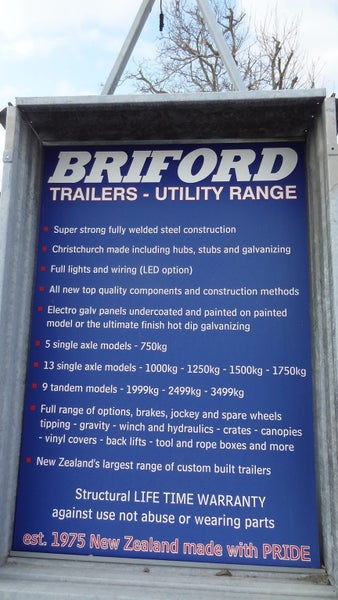 BRIFORD
TRAILERS - UTILITY RANGE
Super strong fully welded steel construction
Christchurch made including hubs, stubs and galvanizing
Full lights and wiring (LED option)
All new top quality components and construction methods
Electro galv panels undercoated and painted on painted
model or the ultimate finish hot dip galvanizing
5 single axle models - 750kg
13 single axle models - 1000kg - 1250kg - 1500kg - 1750kg
9 tandem models - 1999kg - 2499kg - 3499kg
Full range of options, brakes, jockey and spare wheels
tipping - gravity - winch and hydraulics - crates - canopies
- vinyl covers - back lifts - tool and rope boxes and more
New Zealand's largest range of custom built trailers
Structural LIFE TIME WARRANTY
against use not abuse or wearing parts
est. 1975 New Zealand made with PRIDE